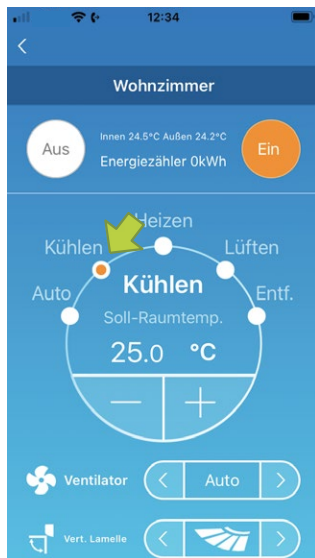 12:34
Wohnzimmer
Aus
Innen 24.5°C Außen 24.2°C
Energiezähler 0kWh
Ein
Heizen
Kühlen
Lüften
Auto
Kühlen
Entf.
Soll-Raumtemp.
25.0 °C
Ventilator
Auto
Vert. Lamelle